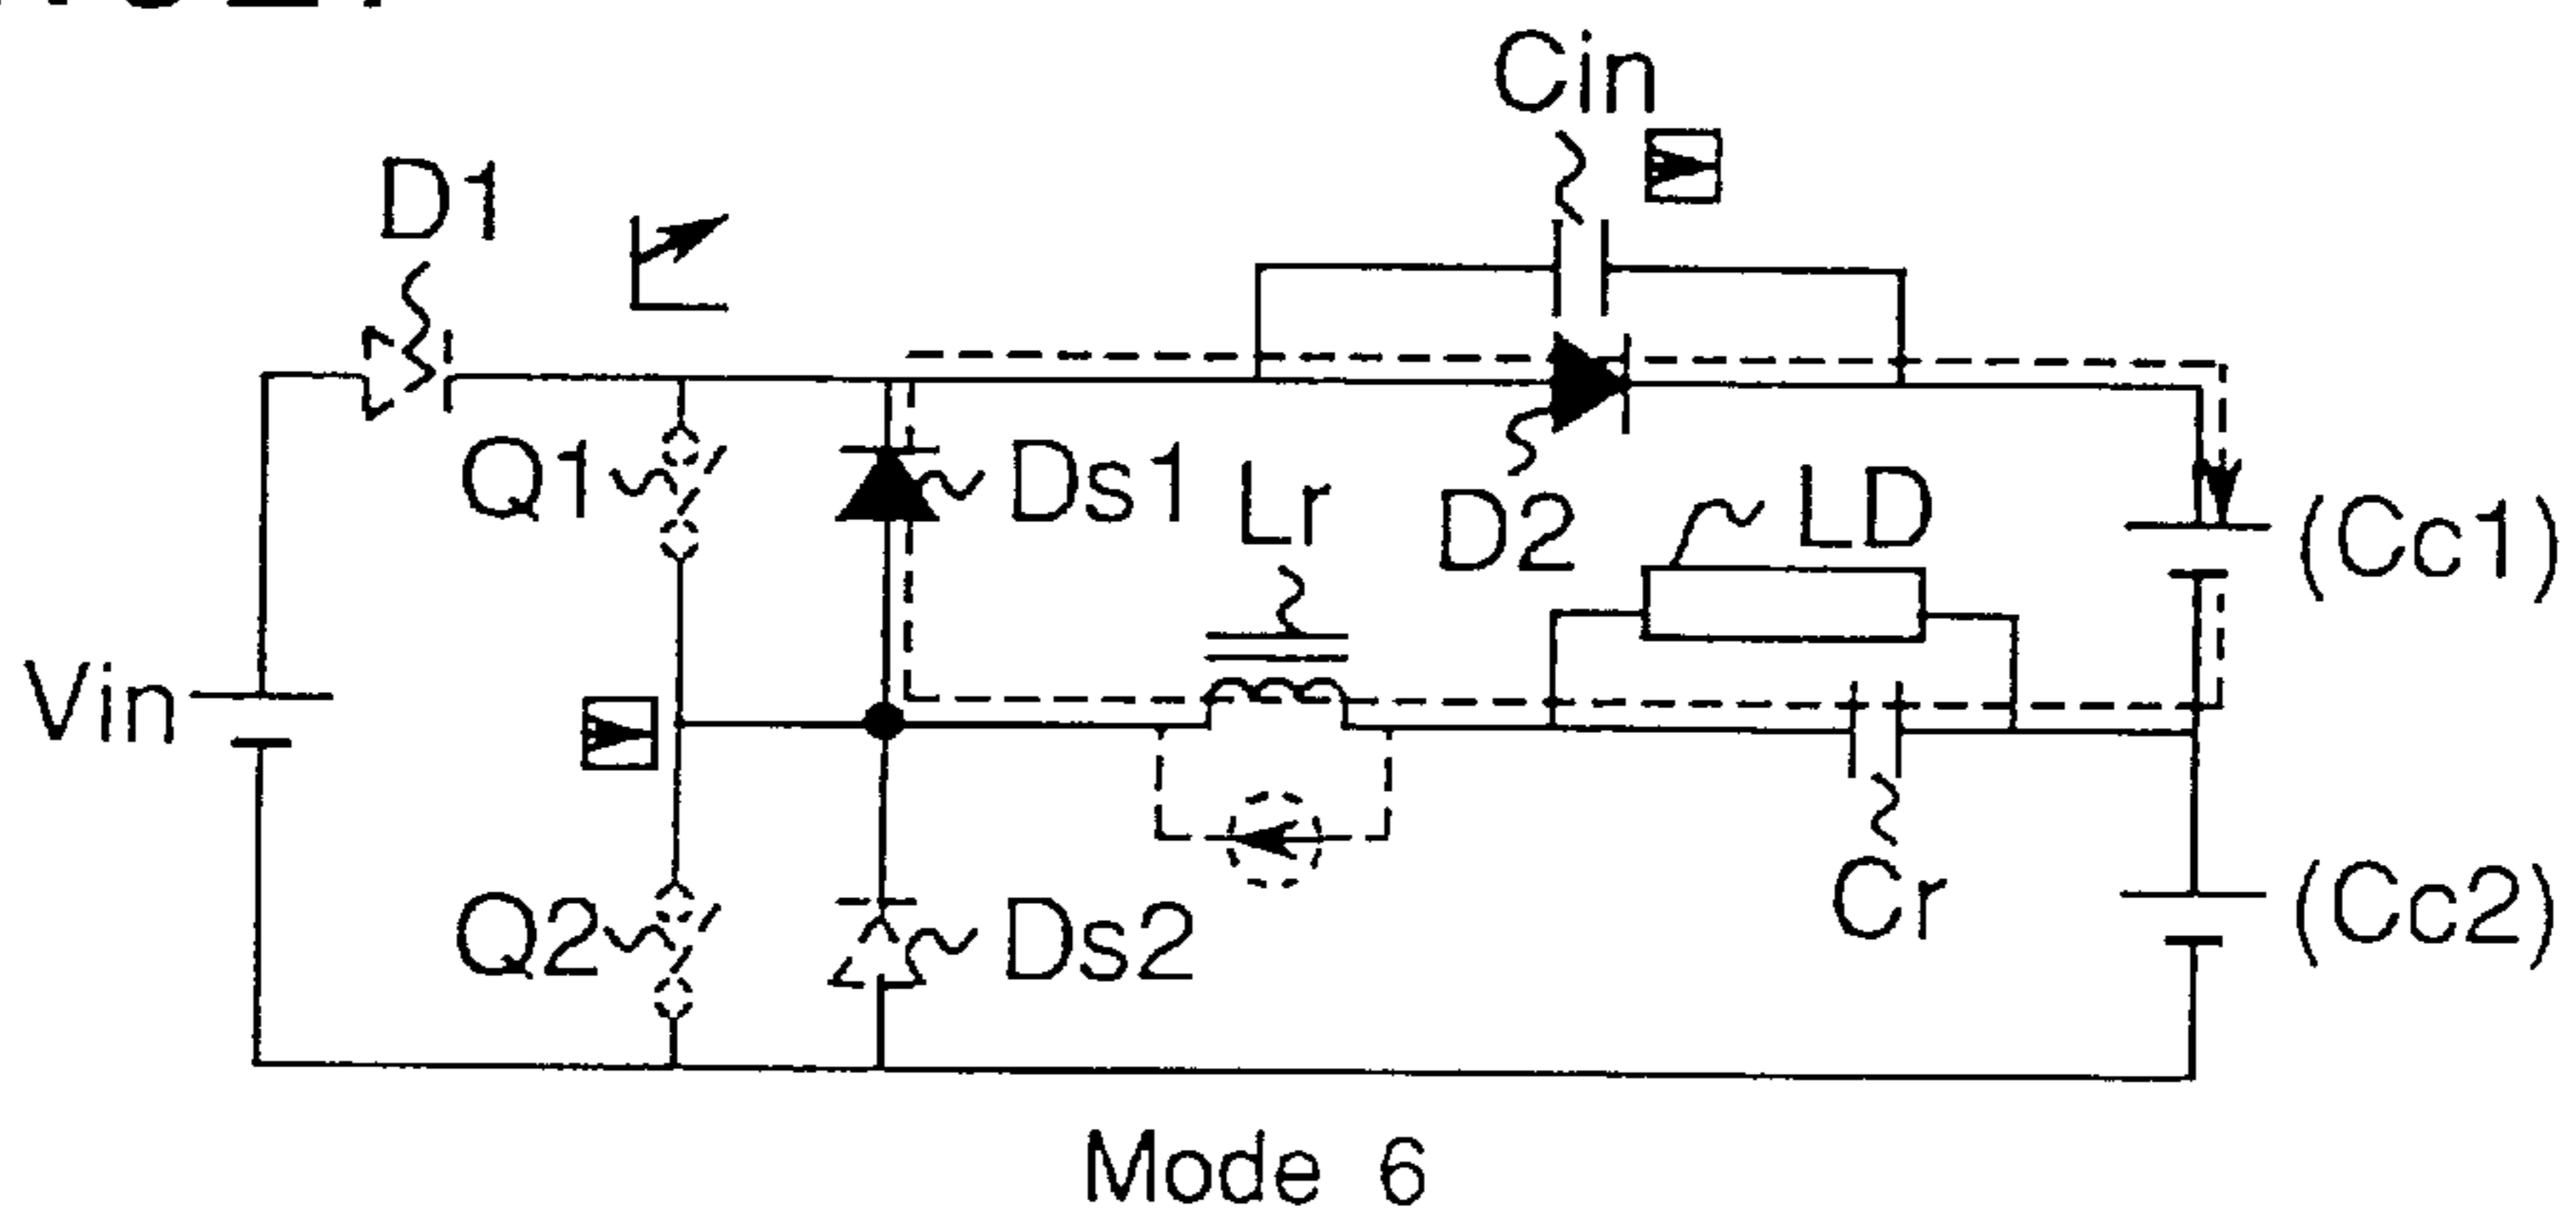 Cin
D1
Q1
Ds1
Lr
D2
LD
(Cc1)
Vin
Q2
Ds2
Cr
(Cc2)
Mode 6